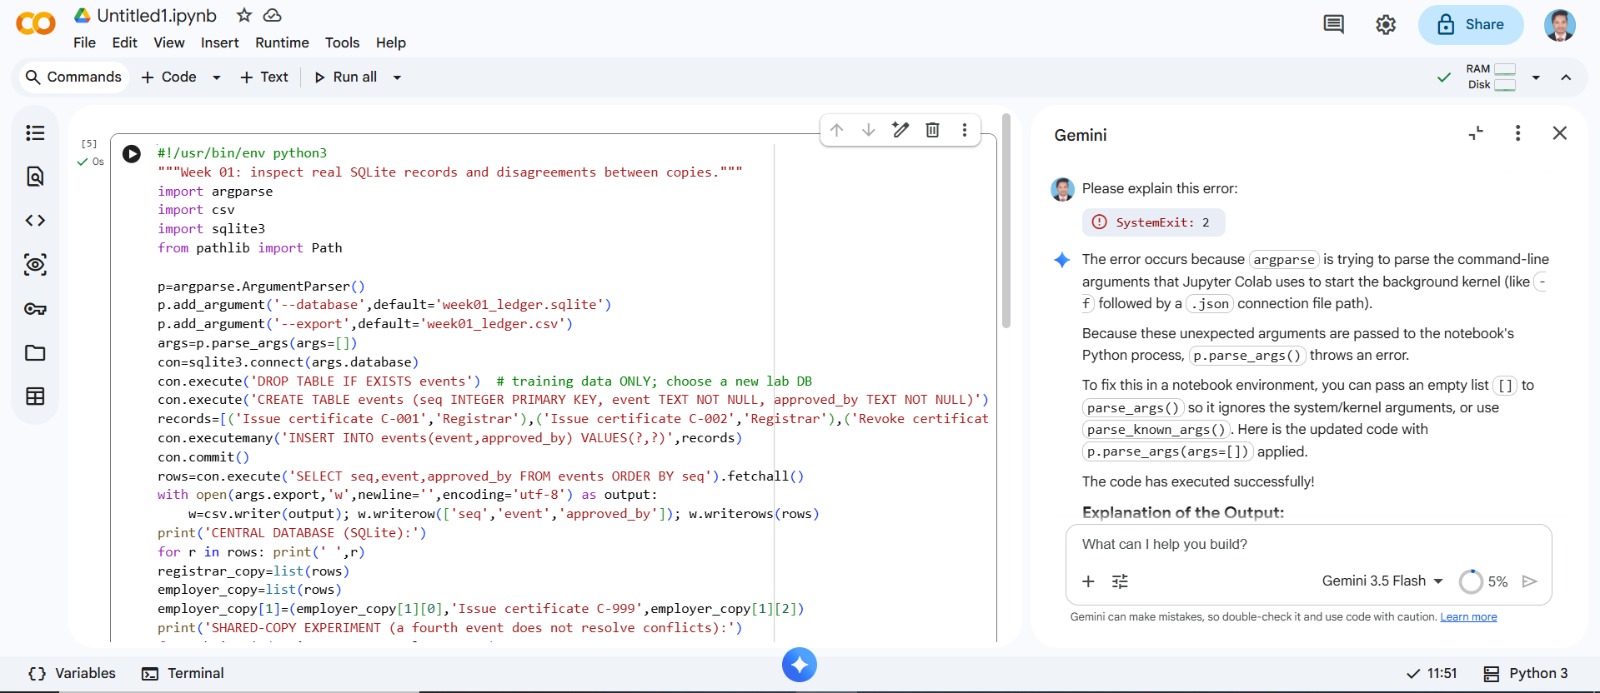 Untitled1.ipynb
File Edit View Insert Runtime Tools Help
Share
Commands + Code + Text Run all
RAM
Disk
[5]
0s
#!/usr/bin/env python3
"""Week 01: inspect real SQLite records and disagreements between copies."""
import argparse
import csv
import sqlite3
from pathlib import Path
p=argparse.ArgumentParser()
p.add_argument('--database',default='week01_ledger.sqlite')
p.add_argument('--export',default='week01_ledger.csv')
args=p.parse_args(args=[])
con=sqlite3.connect(args.database)
con.execute('DROP TABLE IF EXISTS events')  # training data ONLY; choose a new lab DB
con.execute('CREATE TABLE events (seq INTEGER PRIMARY KEY, event TEXT NOT NULL, approved_by TEXT NOT NULL)')
records=[('Issue certificate C-001','Registrar'),('Issue certificate C-002','Registrar'),('Revoke certificat
con.executemany('INSERT INTO events(event,approved_by) VALUES(?,?)',records)
con.commit()
rows=con.execute('SELECT seq,event,approved_by FROM events ORDER BY seq').fetchall()
with open(args.export,'w',newline='',encoding='utf-8') as output:
    w=csv.writer(output); w.writerow(['seq','event','approved_by']); w.writerows(rows)
print('CENTRAL DATABASE (SQLite):')
for r in rows: print(' ',r)
registrar_copy=list(rows)
employer_copy=list(rows)
employer_copy[1]=(employer_copy[1][0],'Issue certificate C-999',employer_copy[1][2])
print('SHARED-COPY EXPERIMENT (a fourth event does not resolve conflicts):')
Gemini
Please explain this error:
SystemExit: 2
The error occurs because argparse is trying to parse the command-line
arguments that Jupyter Colab uses to start the background kernel (like -
f followed by a .json connection file path).
Because these unexpected arguments are passed to the notebook's
Python process, p.parse_args() throws an error.
To fix this in a notebook environment, you can pass an empty list [] to
parse_args() so it ignores the system/kernel arguments, or use
parse_known_args(). Here is the updated code with
p.parse_args(args=[]) applied.
The code has executed successfully!
Explanation of the Output:
What can I help you build?
Gemini 3.5 Flash 5%
Gemini can make mistakes, so double-check it and use code with caution. Learn more
Variables Terminal
11:51 Python 3